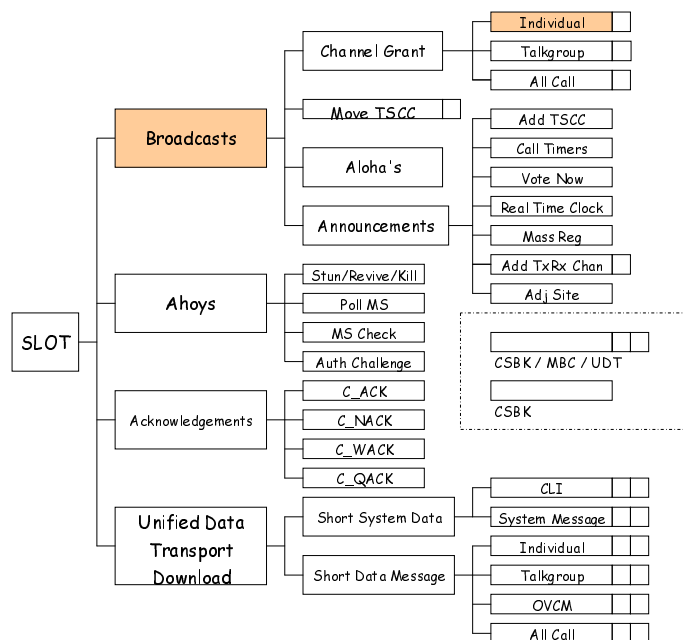 SLOT
Broadcasts
Channel Grant
Individual
Talkgroup
All Call
Move TSCC
Aloha's
Announcements
Add TSCC
Call Timers
Vote Now
Real Time Clock
Mass Reg
Add TxRx Chan
Adj Site
Ahoys
Stun/Revive/Kill
Poll MS
MS Check
Auth Challenge
CSBK / MBC / UDT
CSBK
Acknowledgements
C_ACK
C_NACK
C_WACK
C_QACK
Unified Data
Transport
Download
Short System Data
CLI
System Message
Short Data Message
Individual
Talkgroup
OVCM
All Call